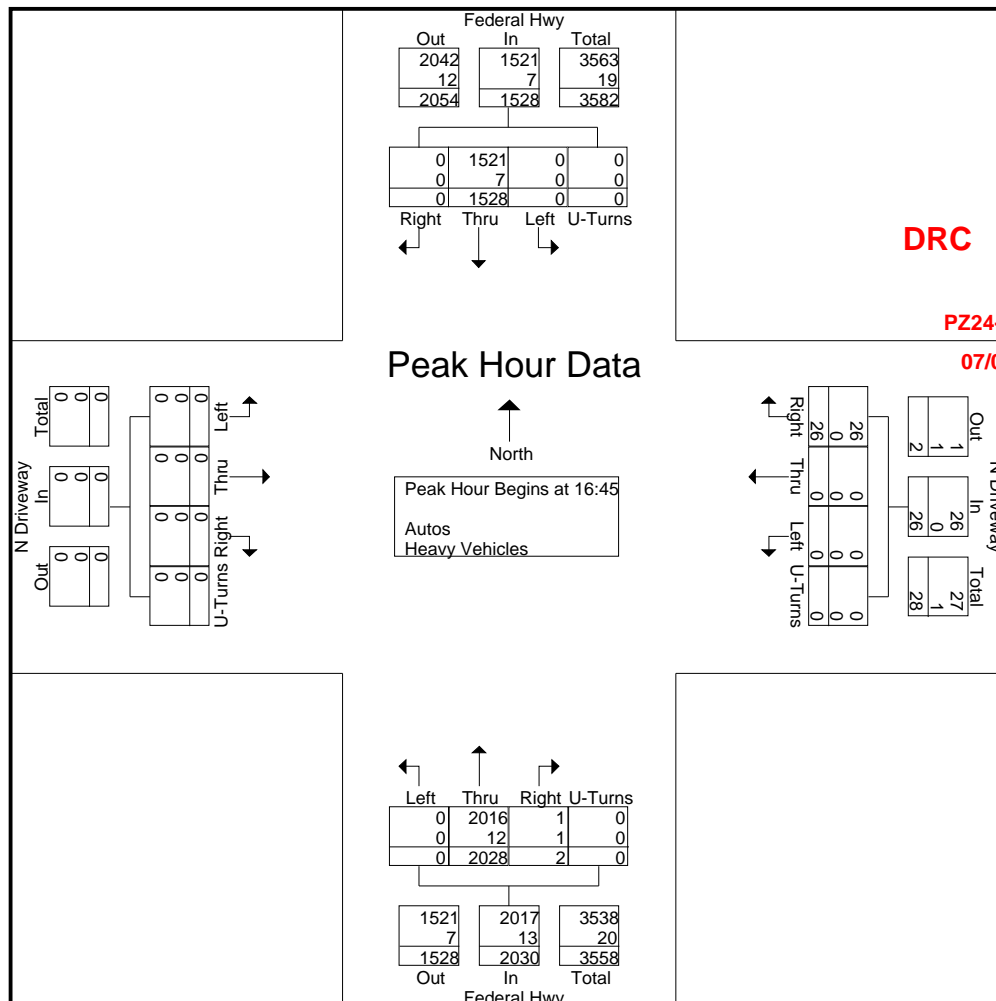 Federal Hwy
Out In Total
2042 1521 3563
12 7 19
2054 1528 3582
0 1521 0 0
0 7 0 0
0 1528 0 0
Right Thru Left U-Turns
DRC
PZ24-
07/0
Peak Hour Data
North
Peak Hour Begins at 16:45
Autos
Heavy Vehicles
N Driveway
Total In Out
0 0 0
0 0 0
0 0 0
Left Thru Right U-Turns
0 0 0
0 0 0
0 0 0
0 0 0
Right Thru Left U-Turns
26 0 0 0
0 0 0 0
26 0 0 0
N Driveway
Out In Total
1 26 27
1 0 1
2 26 28
Left Thru Right U-Turns
0 2016 1 0
0 12 1 0
0 2028 2 0
1521 2017 3538
7 13 20
1528 2030 3558
Out In Total
Federal Hwy